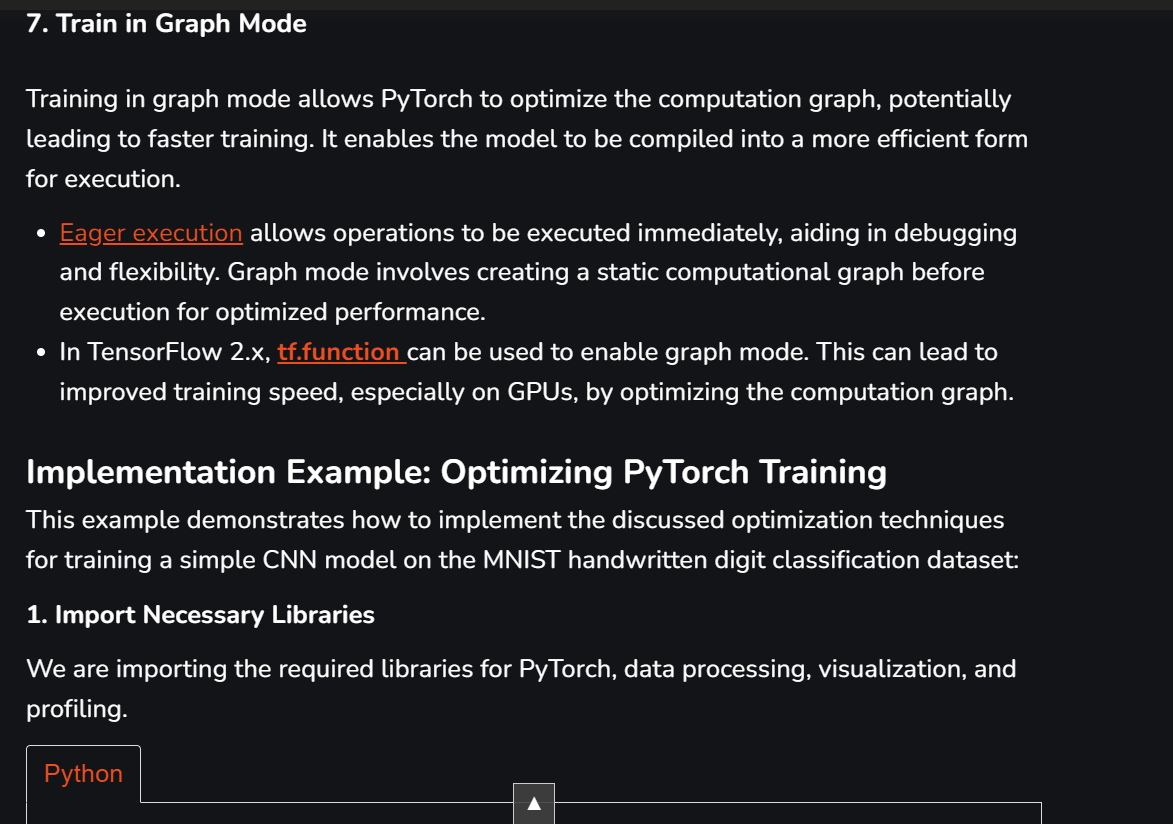 7. Train in Graph Mode
Training in graph mode allows PyTorch to optimize the computation graph, potentially
leading to faster training. It enables the model to be compiled into a more efficient form
for execution.
• Eager execution allows operations to be executed immediately, aiding in debugging
and flexibility. Graph mode involves creating a static computational graph before
execution for optimized performance.
• In TensorFlow 2.x, tf.function can be used to enable graph mode. This can lead to
improved training speed, especially on GPUs, by optimizing the computation graph.
Implementation Example: Optimizing PyTorch Training
This example demonstrates how to implement the discussed optimization techniques
for training a simple CNN model on the MNIST handwritten digit classification dataset:
1. Import Necessary Libraries
We are importing the required libraries for PyTorch, data processing, visualization, and
profiling.
Python